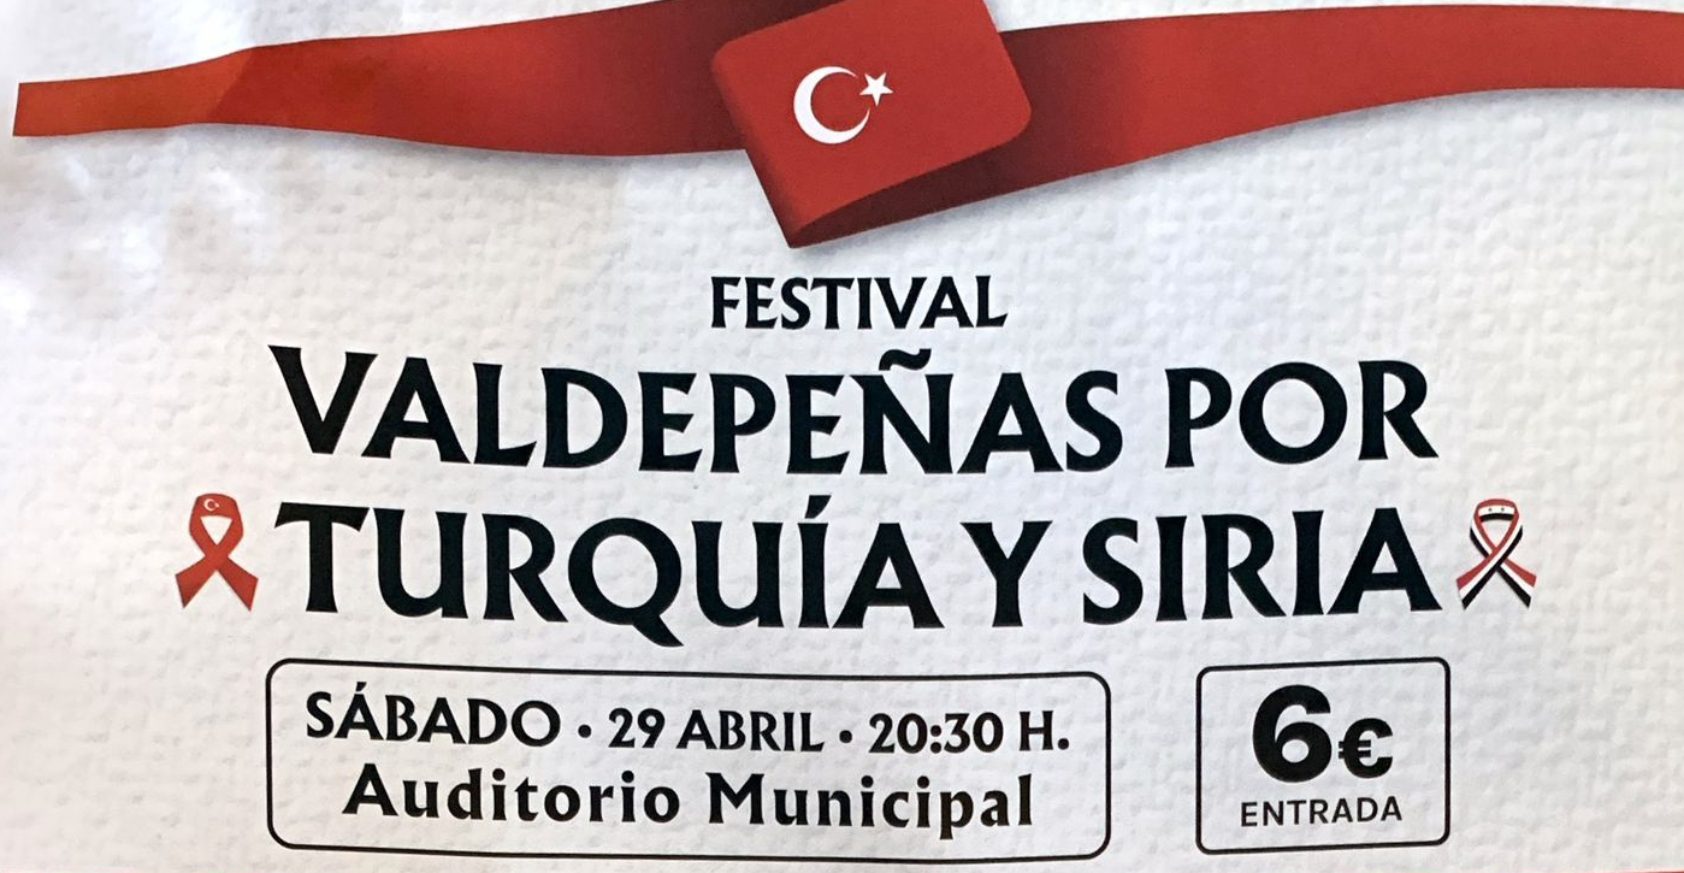 FESTIVAL
VALDEPEÑAS POR
TURQUÍA Y SIRIA
SÁBADO · 29 ABRIL · 20:30 H.
Auditorio Municipal
6€
ENTRADA